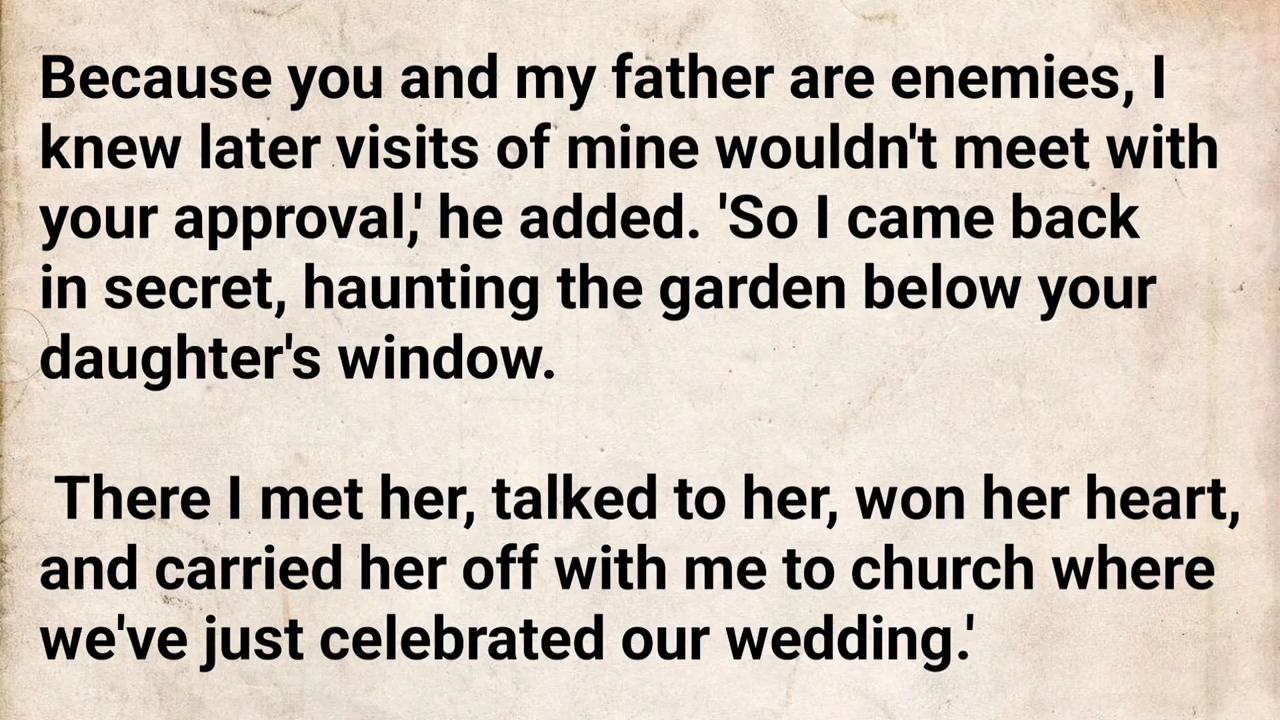 Because you and my father are enemies, I
knew later visits of mine wouldn't meet with
your approval,' he added. 'So I came back
in secret, haunting the garden below your
daughter's window.
There I met her, talked to her, won her heart,
and carried her off with me to church where
we've just celebrated our wedding.'